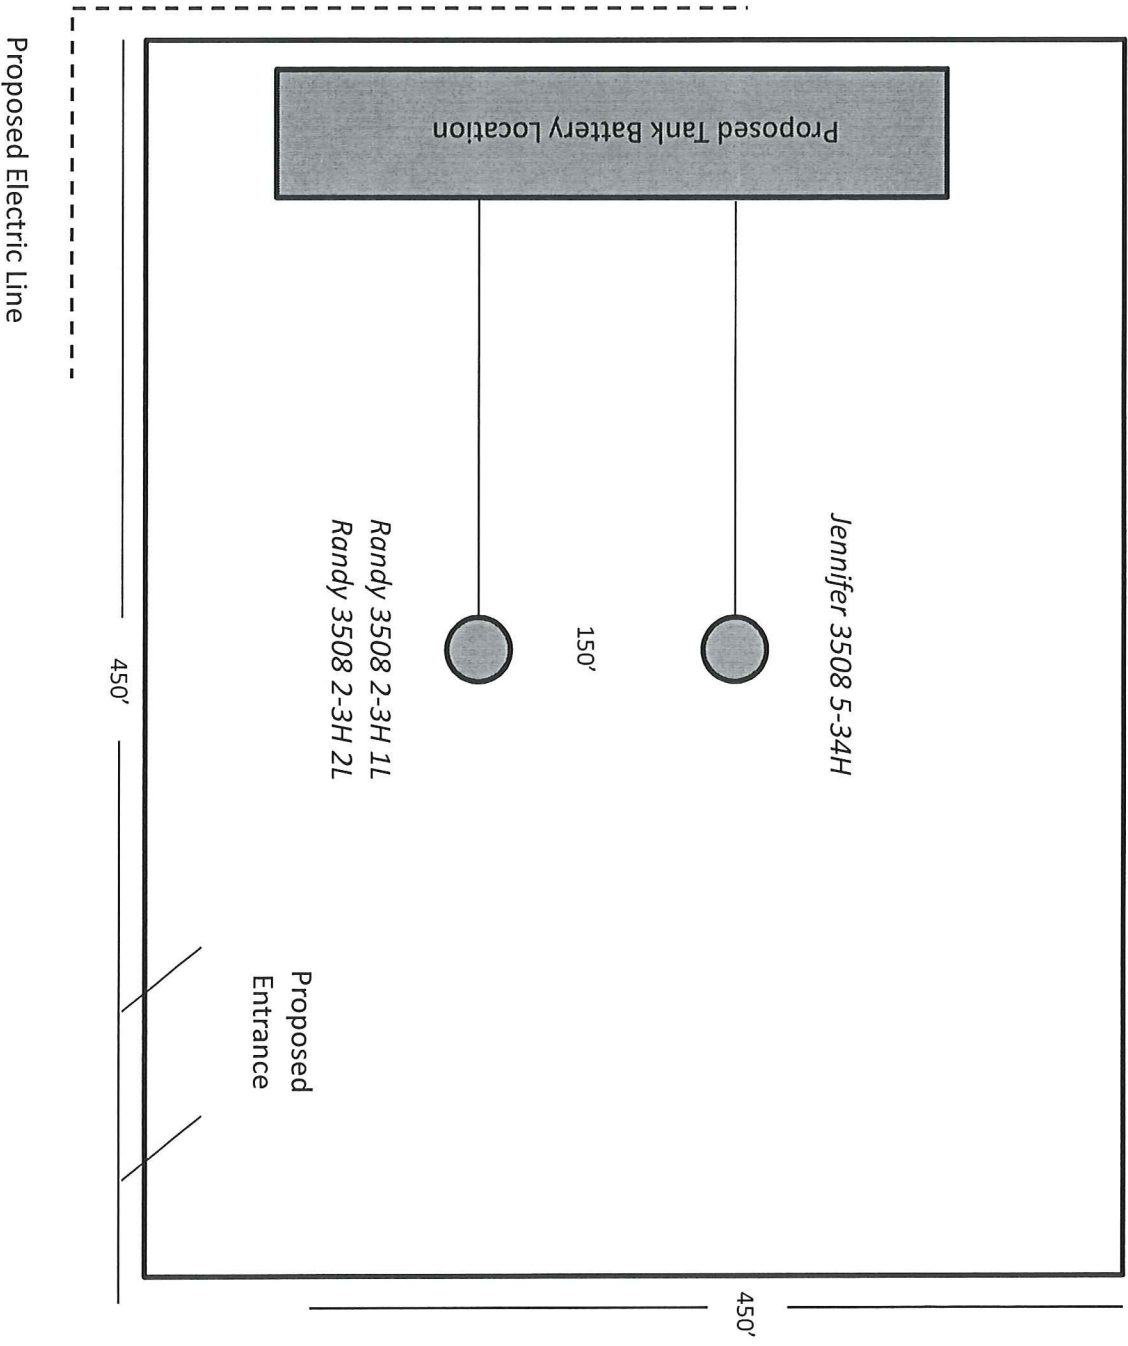 Proposed Tank Battery Location
Jennifer 3508 5-34H
150’
Randy 3508 2-3H 1L
Randy 3508 2-3H 2L
Proposed
Entrance
450’
450’
Proposed Electric Line